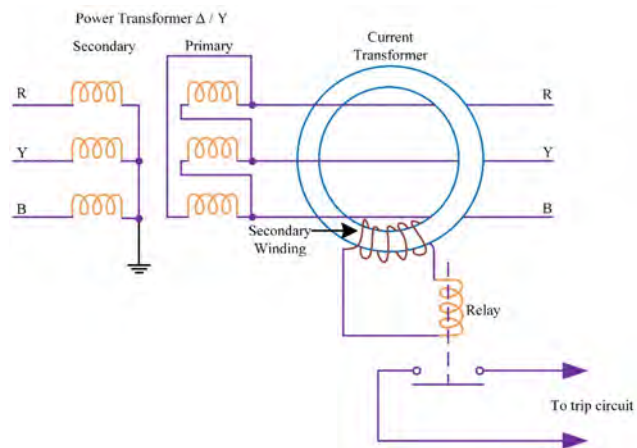 Power Transformer Δ / Y
Secondary
Primary
Current
Transformer
R
R
Y
Y
B
B
Secondary
Winding
Relay
To trip circuit